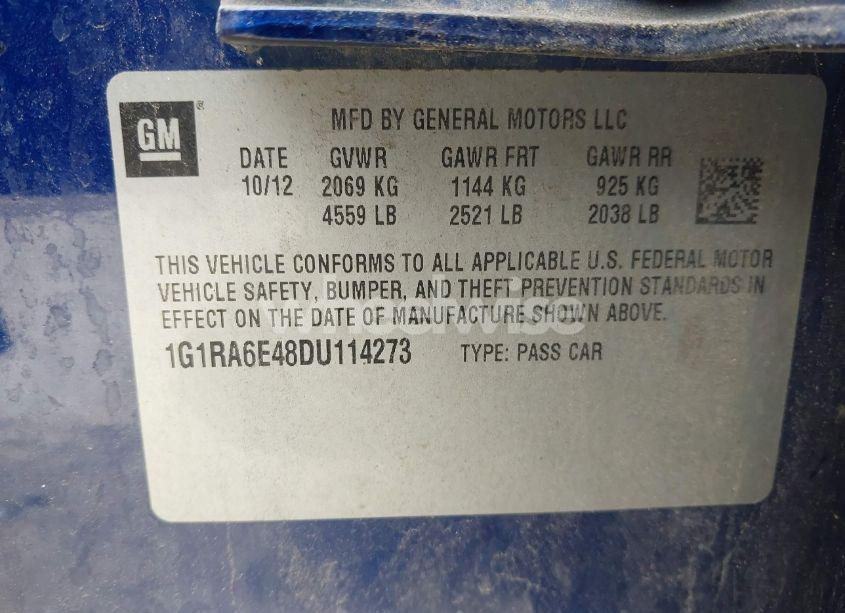 GM
MFD BY GENERAL MOTORS LLC
DATE GVWR GAWR FRT GAWR RR
10/12 2069 KG 1144 KG 925 KG
4559 LB 2521 LB 2038 LB
THIS VEHICLE CONFORMS TO ALL APPLICABLE U.S. FEDERAL MOTOR
VEHICLE SAFETY, BUMPER, AND THEFT PREVENTION STANDARDS IN
EFFECT ON THE DATE OF MANUFACTURE SHOWN ABOVE.
wheelwise
1G1RA6E48DU114273 TYPE: PASS CAR